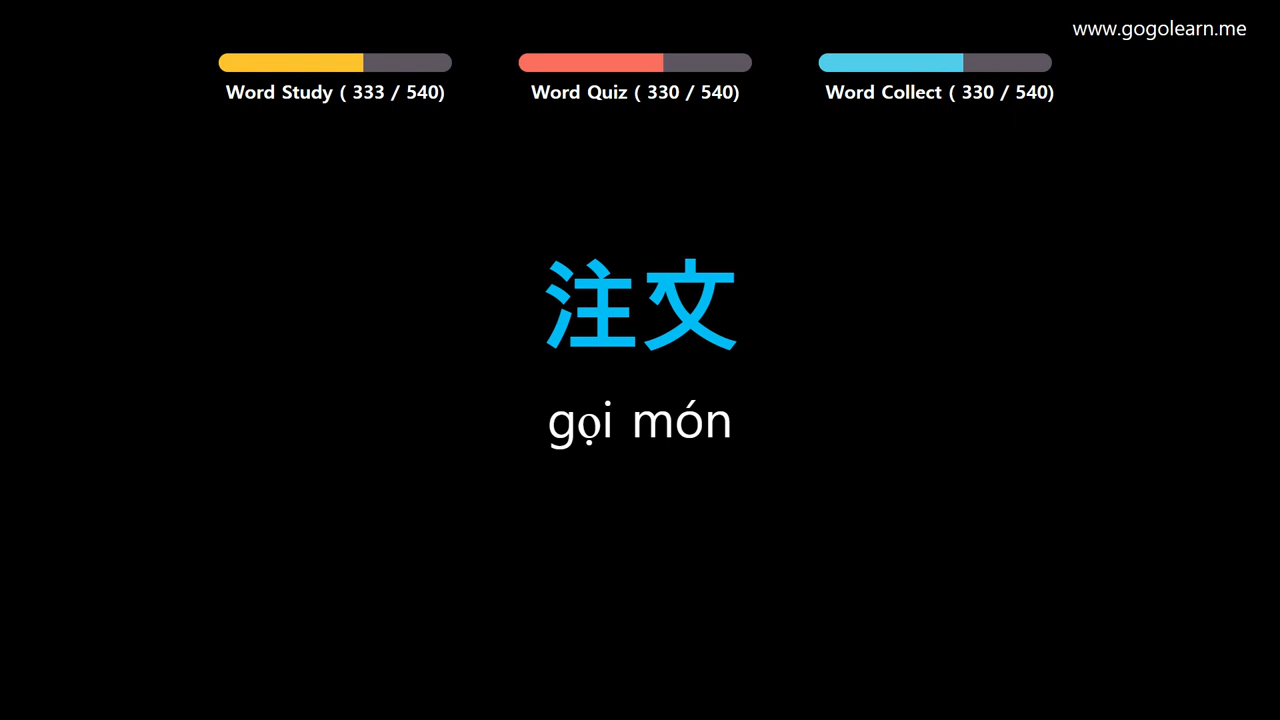 www.gogolearn.me
Word Study ( 333 / 540)
Word Quiz ( 330 / 540)
Word Collect ( 330 / 540)
注文
gọi món